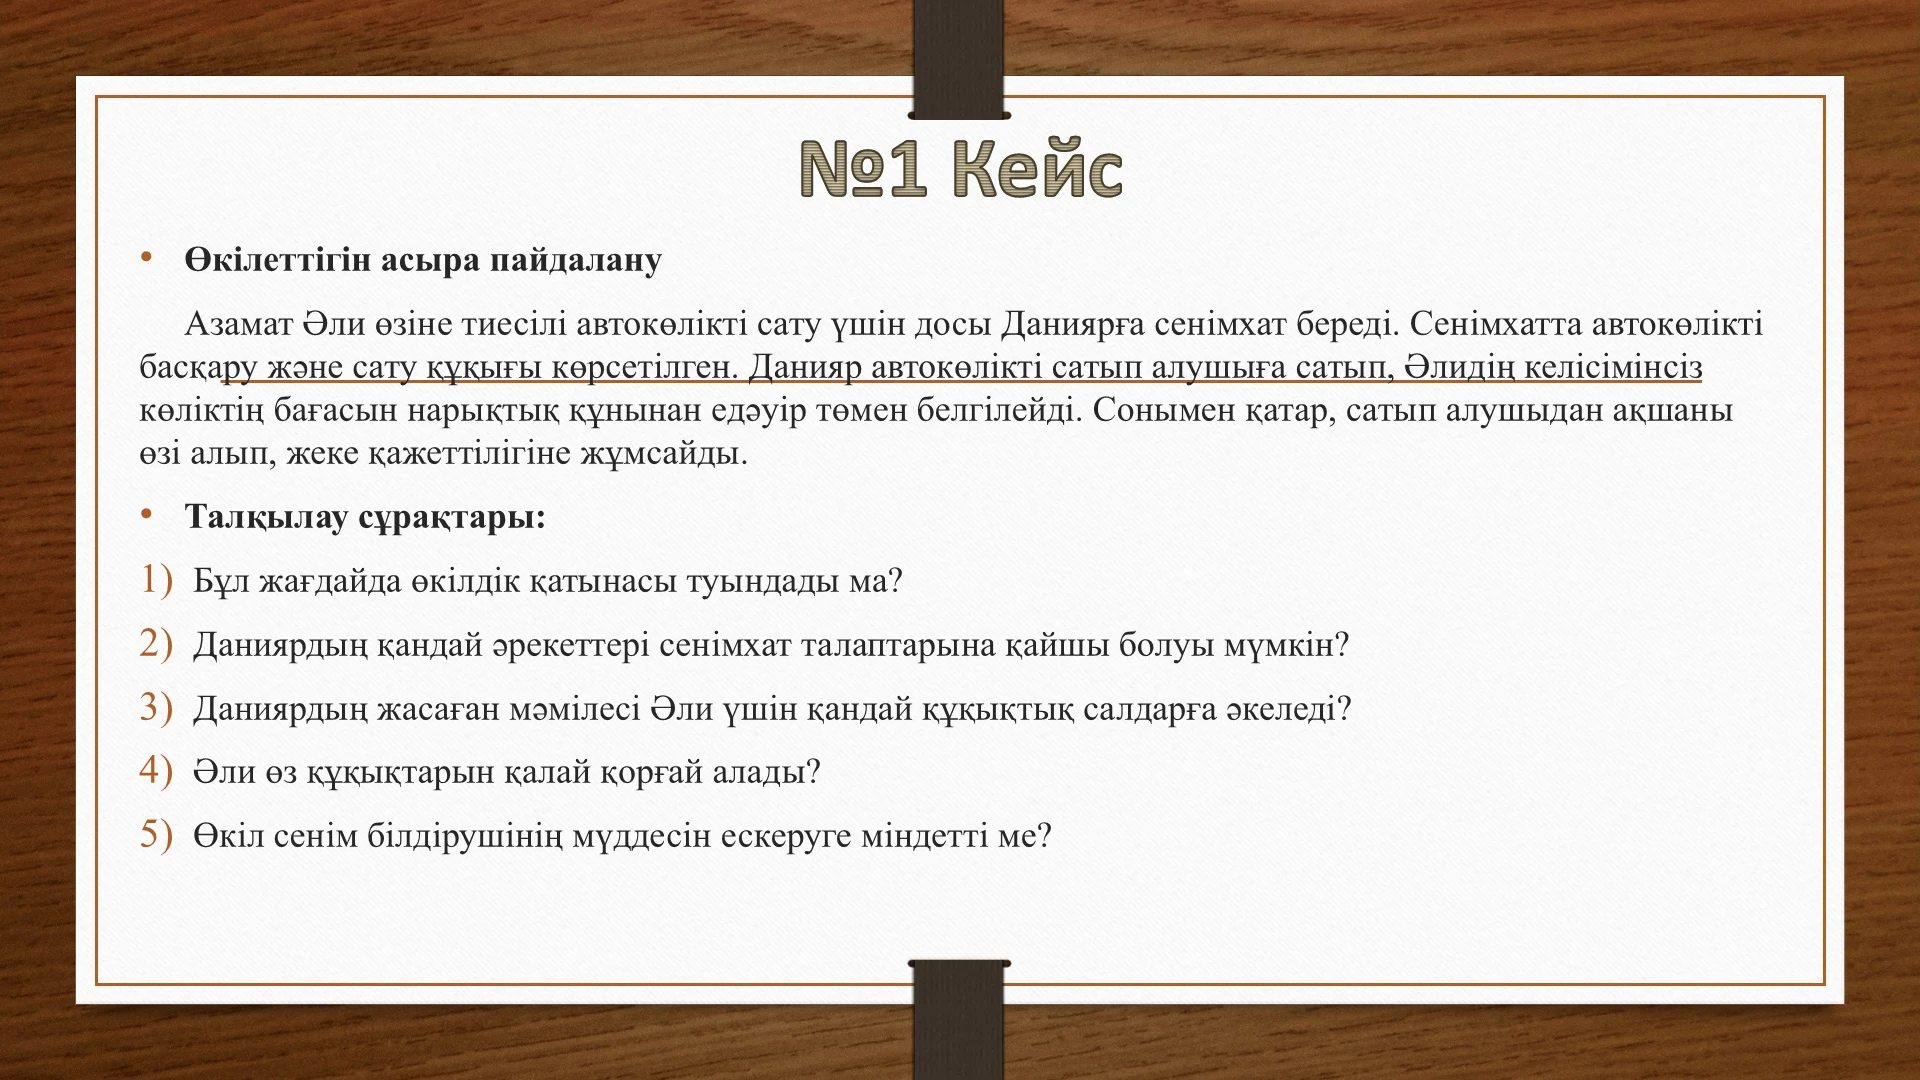 №1 Кейс
• Өкілеттігін асыра пайдалану
Азамат Әли өзіне тиесілі автокөлікті сату үшін досы Даниярға сенімхат береді. Сенімхатта автокөлікті
басқару және сату құқығы көрсетілген. Данияр автокөлікті сатып алушыға сатып, Әлидің келісімінсіз
көліктің бағасын нарықтық құнынан едәуір төмен белгілейді. Сонымен қатар, сатып алушыдан ақшаны
өзі алып, жеке қажеттілігіне жұмсайды.
• Талқылау сұрақтары:
1) Бұл жағдайда өкілдік қатынасы туындады ма?
2) Даниярдың қандай әрекеттері сенімхат талаптарына қайшы болуы мүмкін?
3) Даниярдың жасаған мәмілесі Әли үшін қандай құқықтық салдарға әкеледі?
4) Әли өз құқықтарын қалай қорғай алады?
5) Өкіл сенім білдірушінің мүддесін ескеруге міндетті ме?